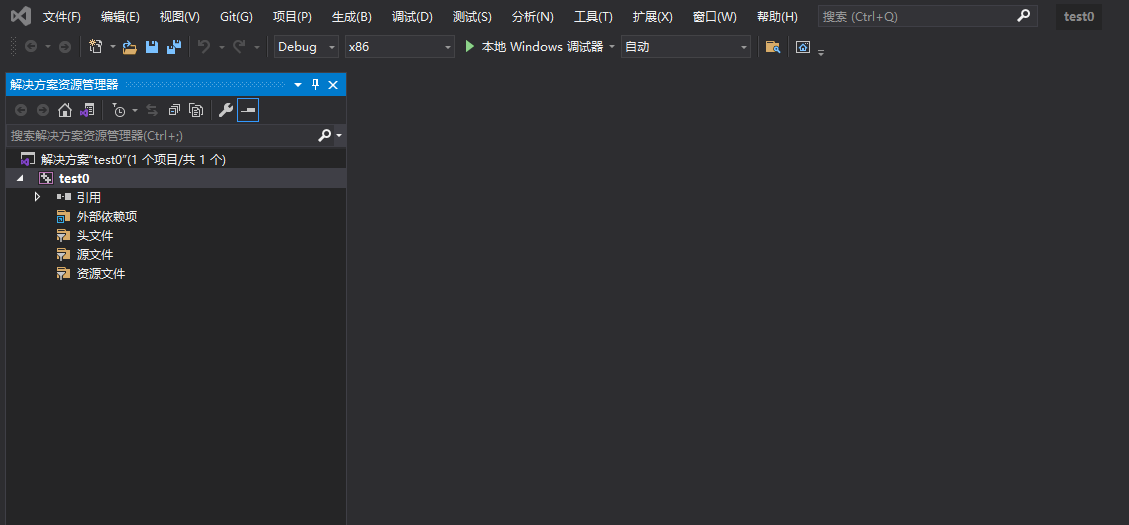 文件(F) 编辑(E) 视图(V) Git(G) 项目(P) 生成(B) 调试(D) 测试(S) 分析(N) 工具(T) 扩展(X) 窗口(W) 帮助(H) 搜索 (Ctrl+Q) test0
Debug x86 本地 Windows 调试器 自动
解决方案资源管理器
搜索解决方案资源管理器(Ctrl+;)
解决方案“test0”(1 个项目/共 1 个)
test0
引用
外部依赖项
头文件
源文件
资源文件